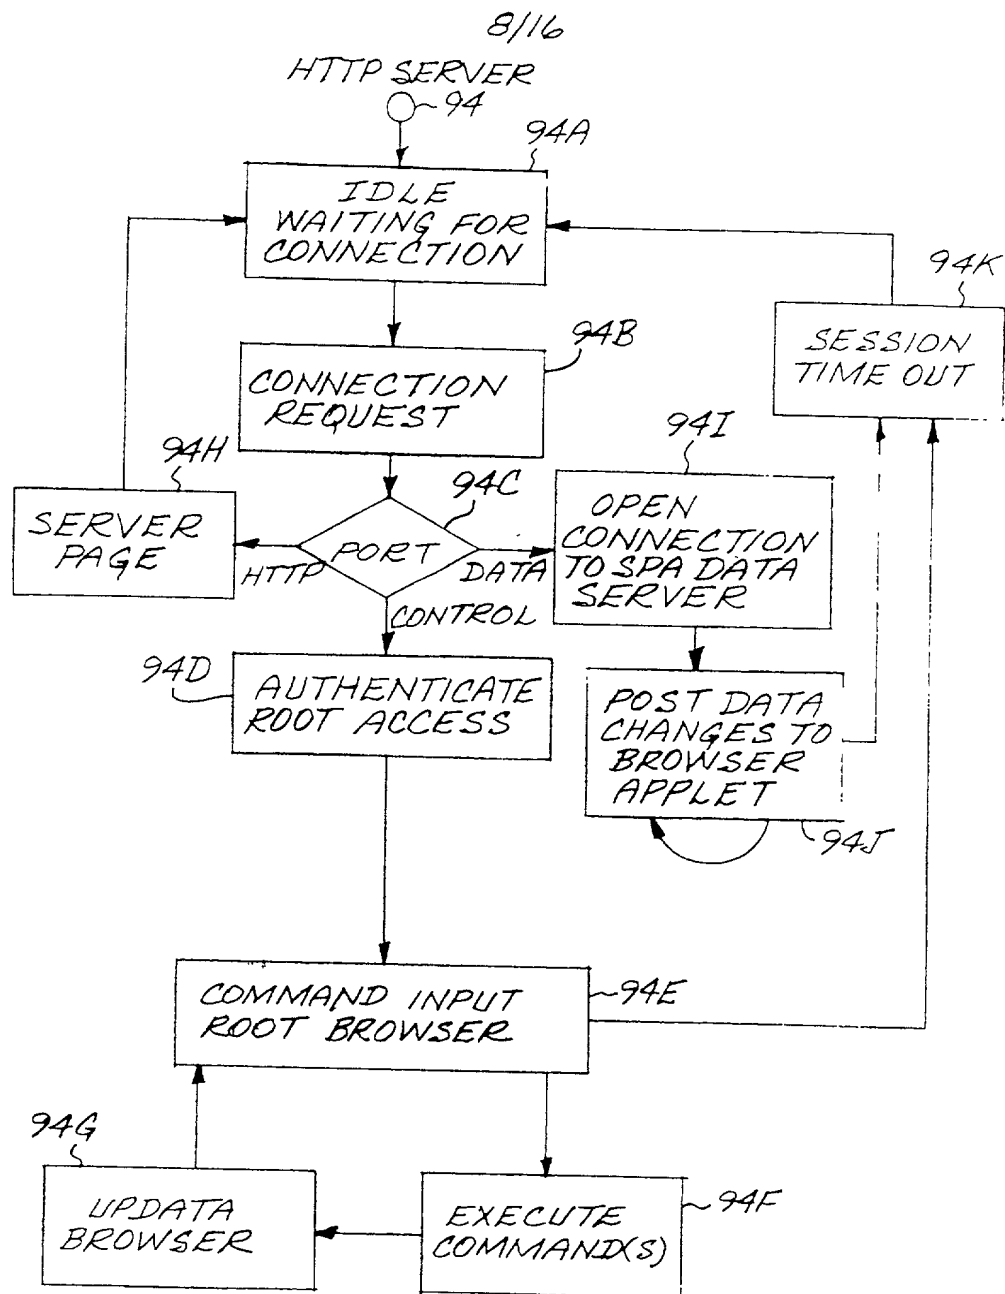 8/16
HTTP SERVER
94
94A
IDLE
WAITING FOR
CONNECTION
94K
SESSION
TIME OUT
94B
CONNECTION
REQUEST
94H
SERVER
PAGE
94C
PORT
HTTP
DATA
CONTROL
94I
OPEN
CONNECTION
TO SPA DATA
SERVER
94D
AUTHENTICATE
ROOT ACCESS
POST DATA
CHANGES TO
BROWSER
APPLET
94J
COMMAND INPUT
ROOT BROWSER
94E
94G
UPDATA
BROWSER
EXECUTE
COMMAND(S)
94F